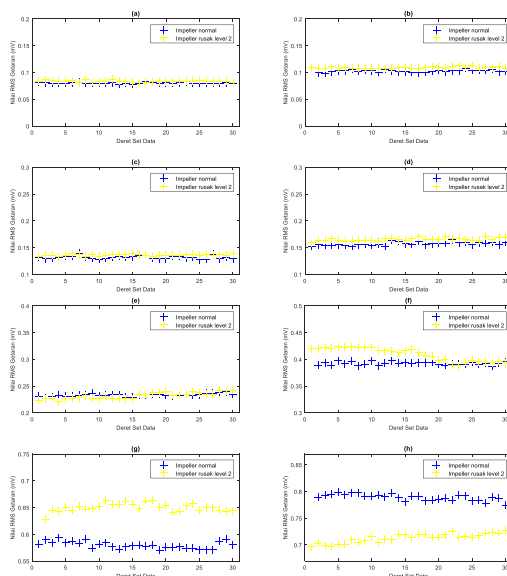 (a)
Nilai RMS Getaran (mV)
0.2
0.15
0.1
0.05
0
0
5
10
15
20
25
30
Deret Set Data
Impeller normal
Impeller rusak level 2
(b)
Nilai RMS Getaran (mV)
0.2
0.15
0.1
0.05
0
0
5
10
15
20
25
30
Deret Set Data
Impeller normal
Impeller rusak level 2
(c)
Nilai RMS Getaran (mV)
0.3
0.25
0.2
0.15
0.1
0
5
10
15
20
25
30
Deret Set Data
Impeller normal
Impeller rusak level 2
(d)
Nilai RMS Getaran (mV)
0.3
0.25
0.2
0.15
0.1
0
5
10
15
20
25
30
Deret Set Data
Impeller normal
Impeller rusak level 2
(e)
Nilai RMS Getaran (mV)
0.4
0.35
0.3
0.25
0.2
0
5
10
15
20
25
30
Deret Set Data
Impeller normal
Impeller rusak level 2
(f)
Nilai RMS Getaran (mV)
0.5
0.45
0.4
0.35
0.3
0
5
10
15
20
25
30
Deret Set Data
Impeller normal
Impeller rusak level 2
(g)
Nilai RMS Getaran (mV)
0.75
0.7
0.65
0.6
0.55
0
5
10
15
20
25
30
Deret Set Data
Impeller normal
Impeller rusak level 2
(h)
Nilai RMS Getaran (mV)
0.85
0.8
0.75
0.7
0
5
10
15
20
25
30
Deret Set Data
Impeller normal
Impeller rusak level 2